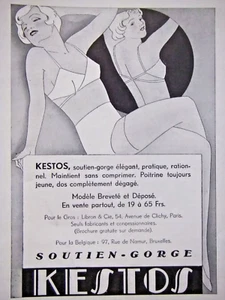 KESTOS, soutien-gorge élégant, pratique, ration-
nel. Maintient sans comprimer. Poitrine toujours
jeune, dos complètement dégagé.
Modèle Breveté et Déposé.
En vente partout, de 19 à 65 Frs.
Pour le Gros : Libron & Cie, 54, Avenue de Clichy, Paris.
Seuls fabricants et concessionnaires.
(Brochure gratuite sur demande).
Pour la Belgique : 97, Rue de Namur, Bruxelles.
SOUTIEN-GORGE
KESTOS